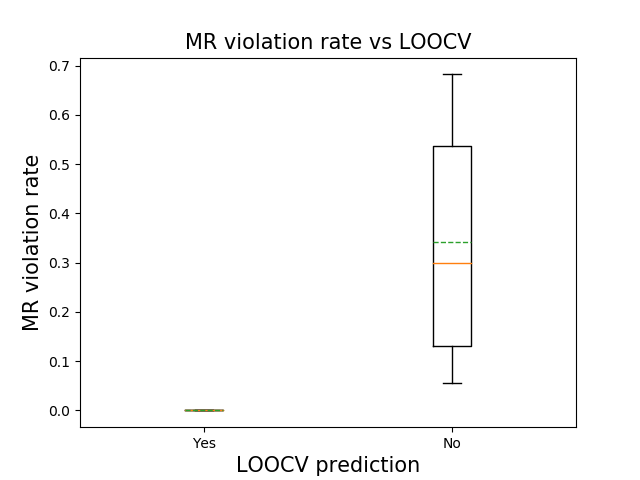 MR violation rate vs LOOCV
MR violation rate
0.7
0.6
0.5
0.4
0.3
0.2
0.1
0.0
Yes
No
LOOCV prediction